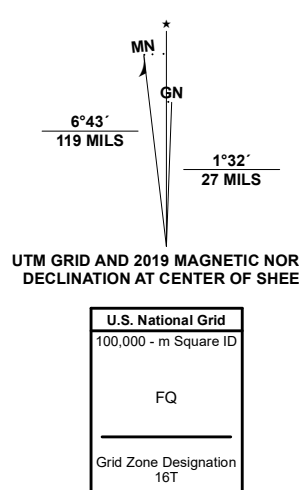 ★
MN
GN
6°43´
119 MILS
1°32´
27 MILS
UTM GRID AND 2019 MAGNETIC NOR
DECLINATION AT CENTER OF SHEE
U.S. National Grid
100,000 - m Square ID
FQ
Grid Zone Designation
16T